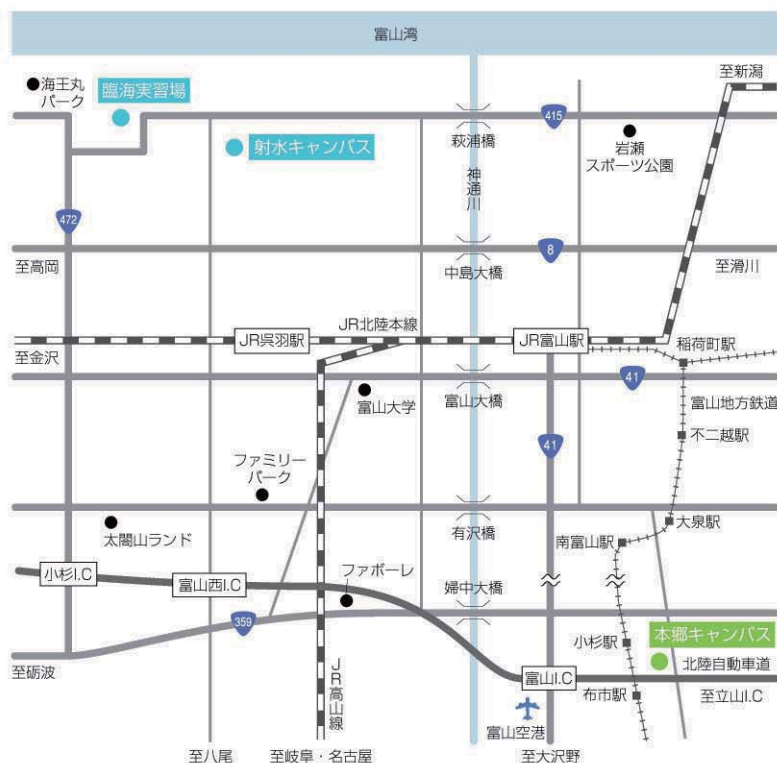 富山湾
至新潟
海王丸
パーク
臨海実習場
415
萩浦橋
岩瀬
スポーツ公園
射水キャンパス
神通川
472
8
至高岡
中島大橋
至滑川
JR北陸本線
JR呉羽駅
JR富山駅
稲荷町駅
至金沢
41
富山大学
富山大橋
富山地方鉄道
41
不二越駅
ファミリー
パーク
太閤山ランド
有沢橋
大泉駅
南富山駅
小杉I.C
富山西I.C
ファボーレ
婦中大橋
359
本郷キャンパス
小杉駅
北陸自動車道
至砺波
JR高山線
富山I.C
布市駅
至立山I.C
富山空港
至八尾
至岐阜・名古屋
至大沢野